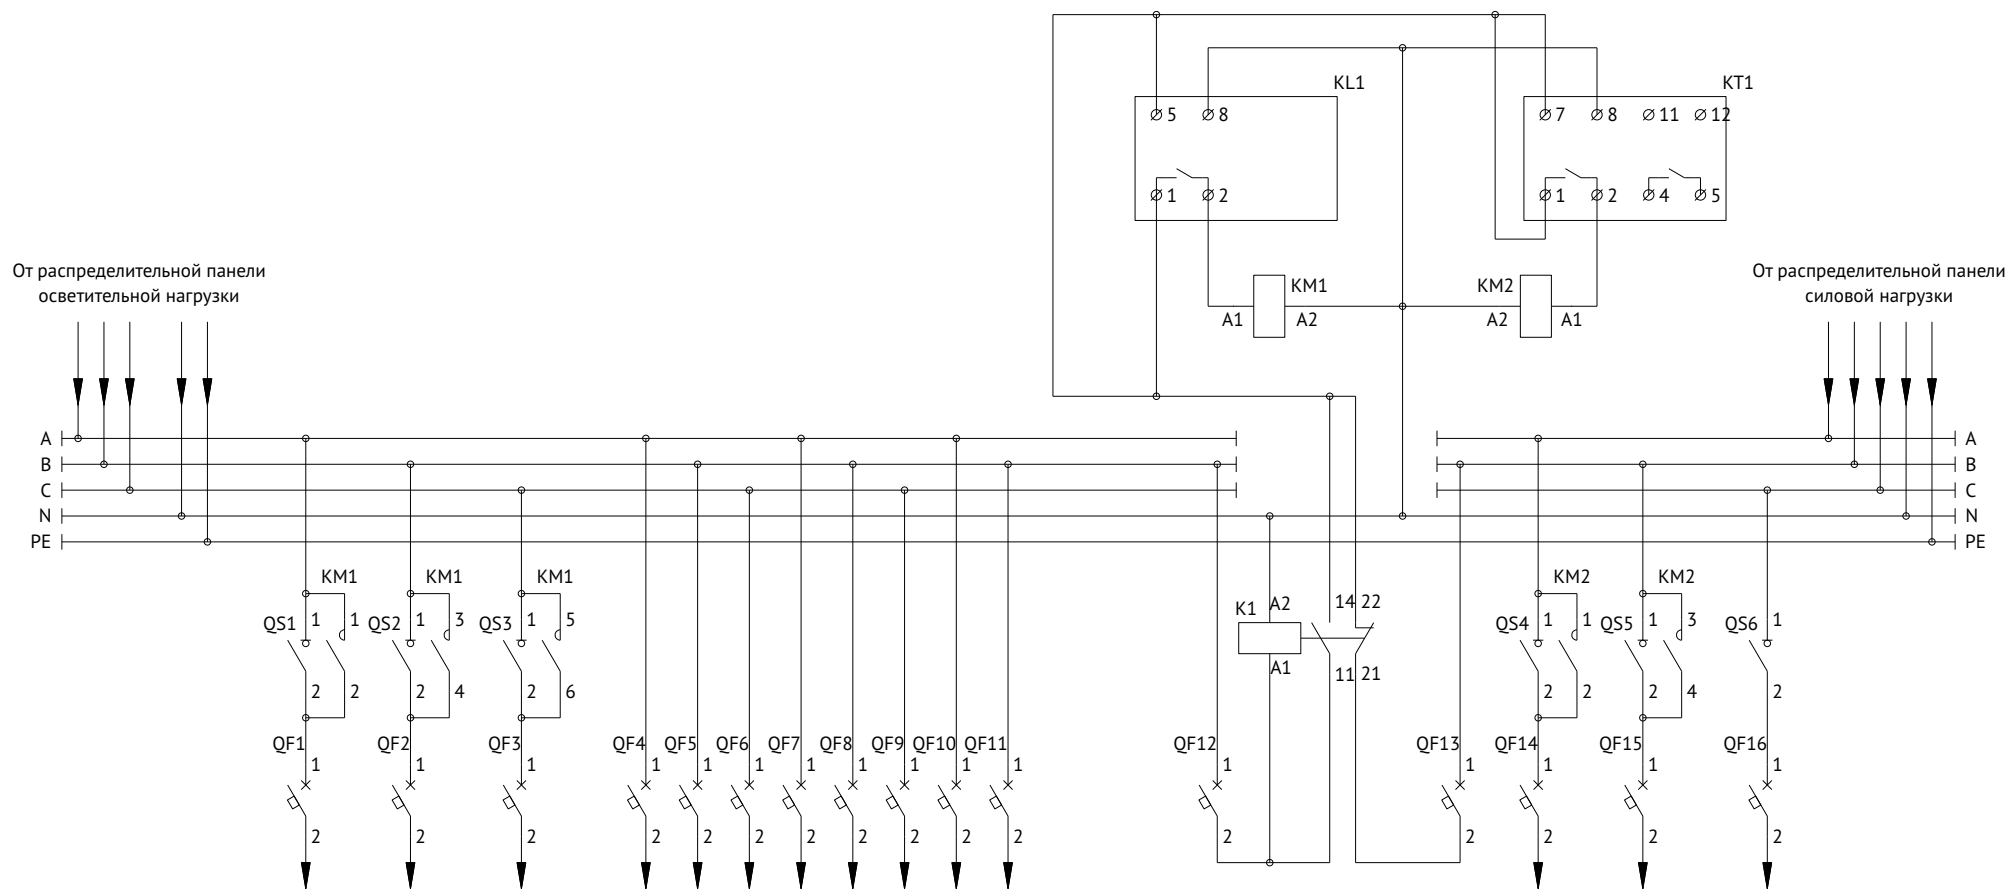 KL1
KT1
5 8
7 8 11 12
1 2
1 2 4 5
От распределительной панели
осветительной нагрузки
KM1
A1 A2
KM2
A2 A1
От распределительной панели
силовой нагрузки
A A
B B
C C
N N
PE PE
KM1 KM1 KM1 KM2 KM2
QS1 1 1
2 2
QS2 1 3
2 4
QS3 1 5
2 6
K1 A2 14 22
A1 11 21
QS4 1 1
2 2
QS5 1 3
2 4
QS6 1
2
QF1 QF2 QF3 QF4 QF5 QF6 QF7 QF8 QF9 QF10 QF11 QF12 QF13 QF14 QF15 QF16
1 1 1 1 1 1 1 1 1 1 1 1 1 1 1 1
2 2 2 2 2 2 2 2 2 2 2 2 2 2 2 2